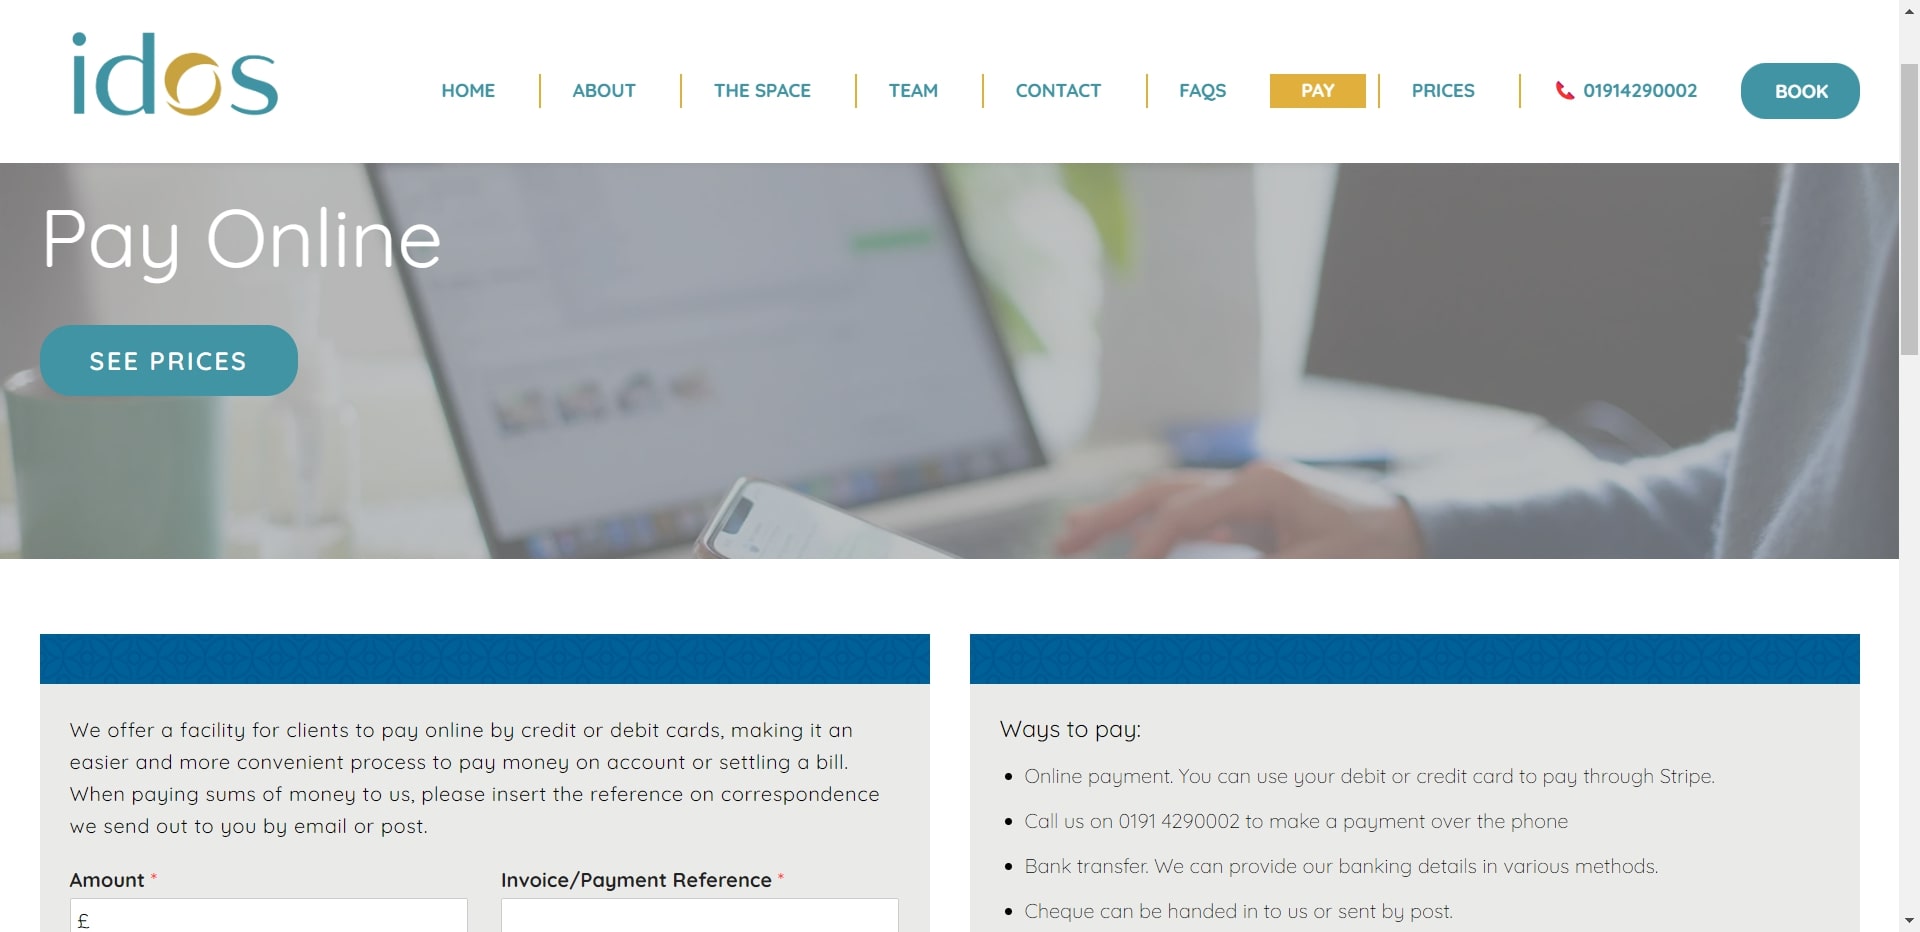 idos
HOME
ABOUT
THE SPACE
TEAM
CONTACT
FAQS
PAY
PRICES
01914290002
BOOK
Pay Online
SEE PRICES
We offer a facility for clients to pay online by credit or debit cards, making it an
easier and more convenient process to pay money on account or settling a bill.
When paying sums of money to us, please insert the reference on correspondence
we send out to you by email or post.
Amount *
£
Invoice/Payment Reference *
Ways to pay:
• Online payment. You can use your debit or credit card to pay through Stripe.
• Call us on 0191 4290002 to make a payment over the phone
• Bank transfer. We can provide our banking details in various methods.
• Cheque can be handed in to us or sent by post.